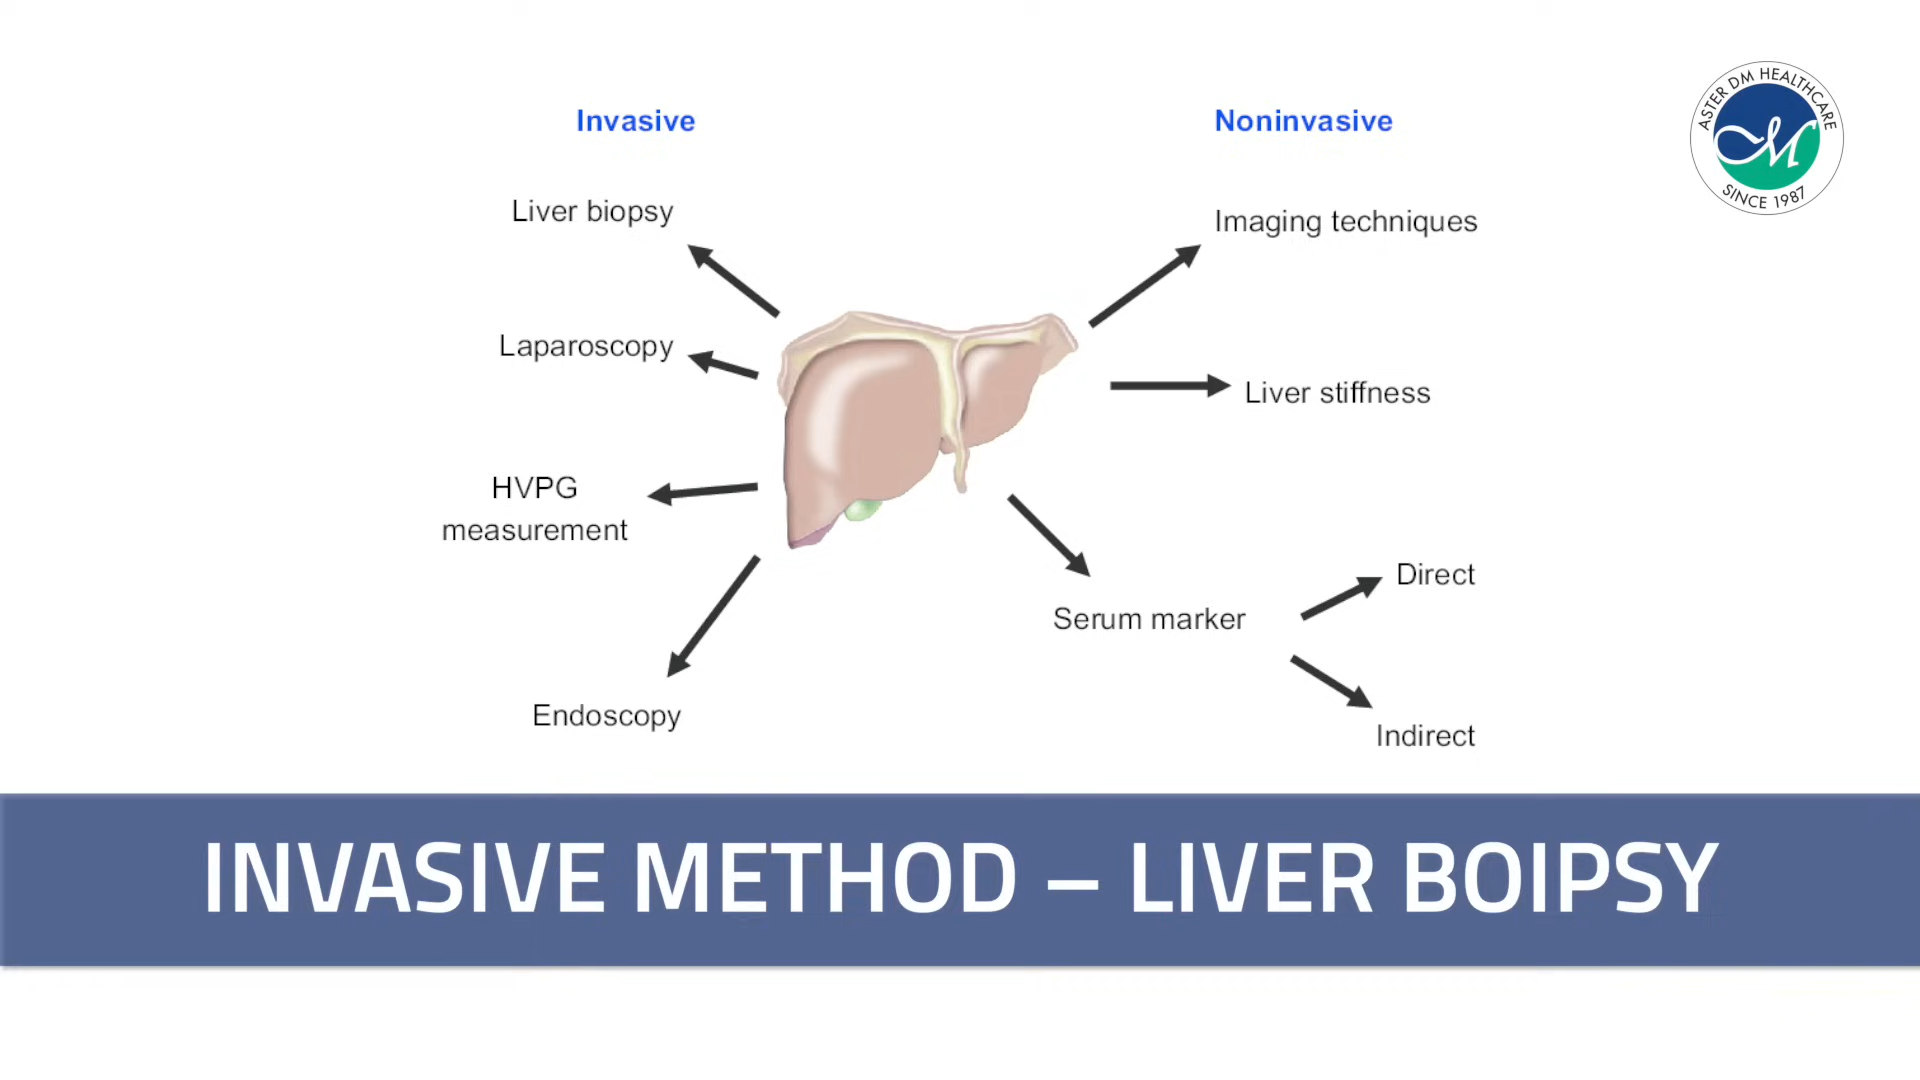 Invasive
Noninvasive
ASTER DM HEALTHCARE
SINCE 1987
Liver biopsy
Imaging techniques
Laparoscopy
Liver stiffness
HVPG
measurement
Direct
Serum marker
Endoscopy
Indirect
INVASIVE METHOD – LIVER BOIPSY